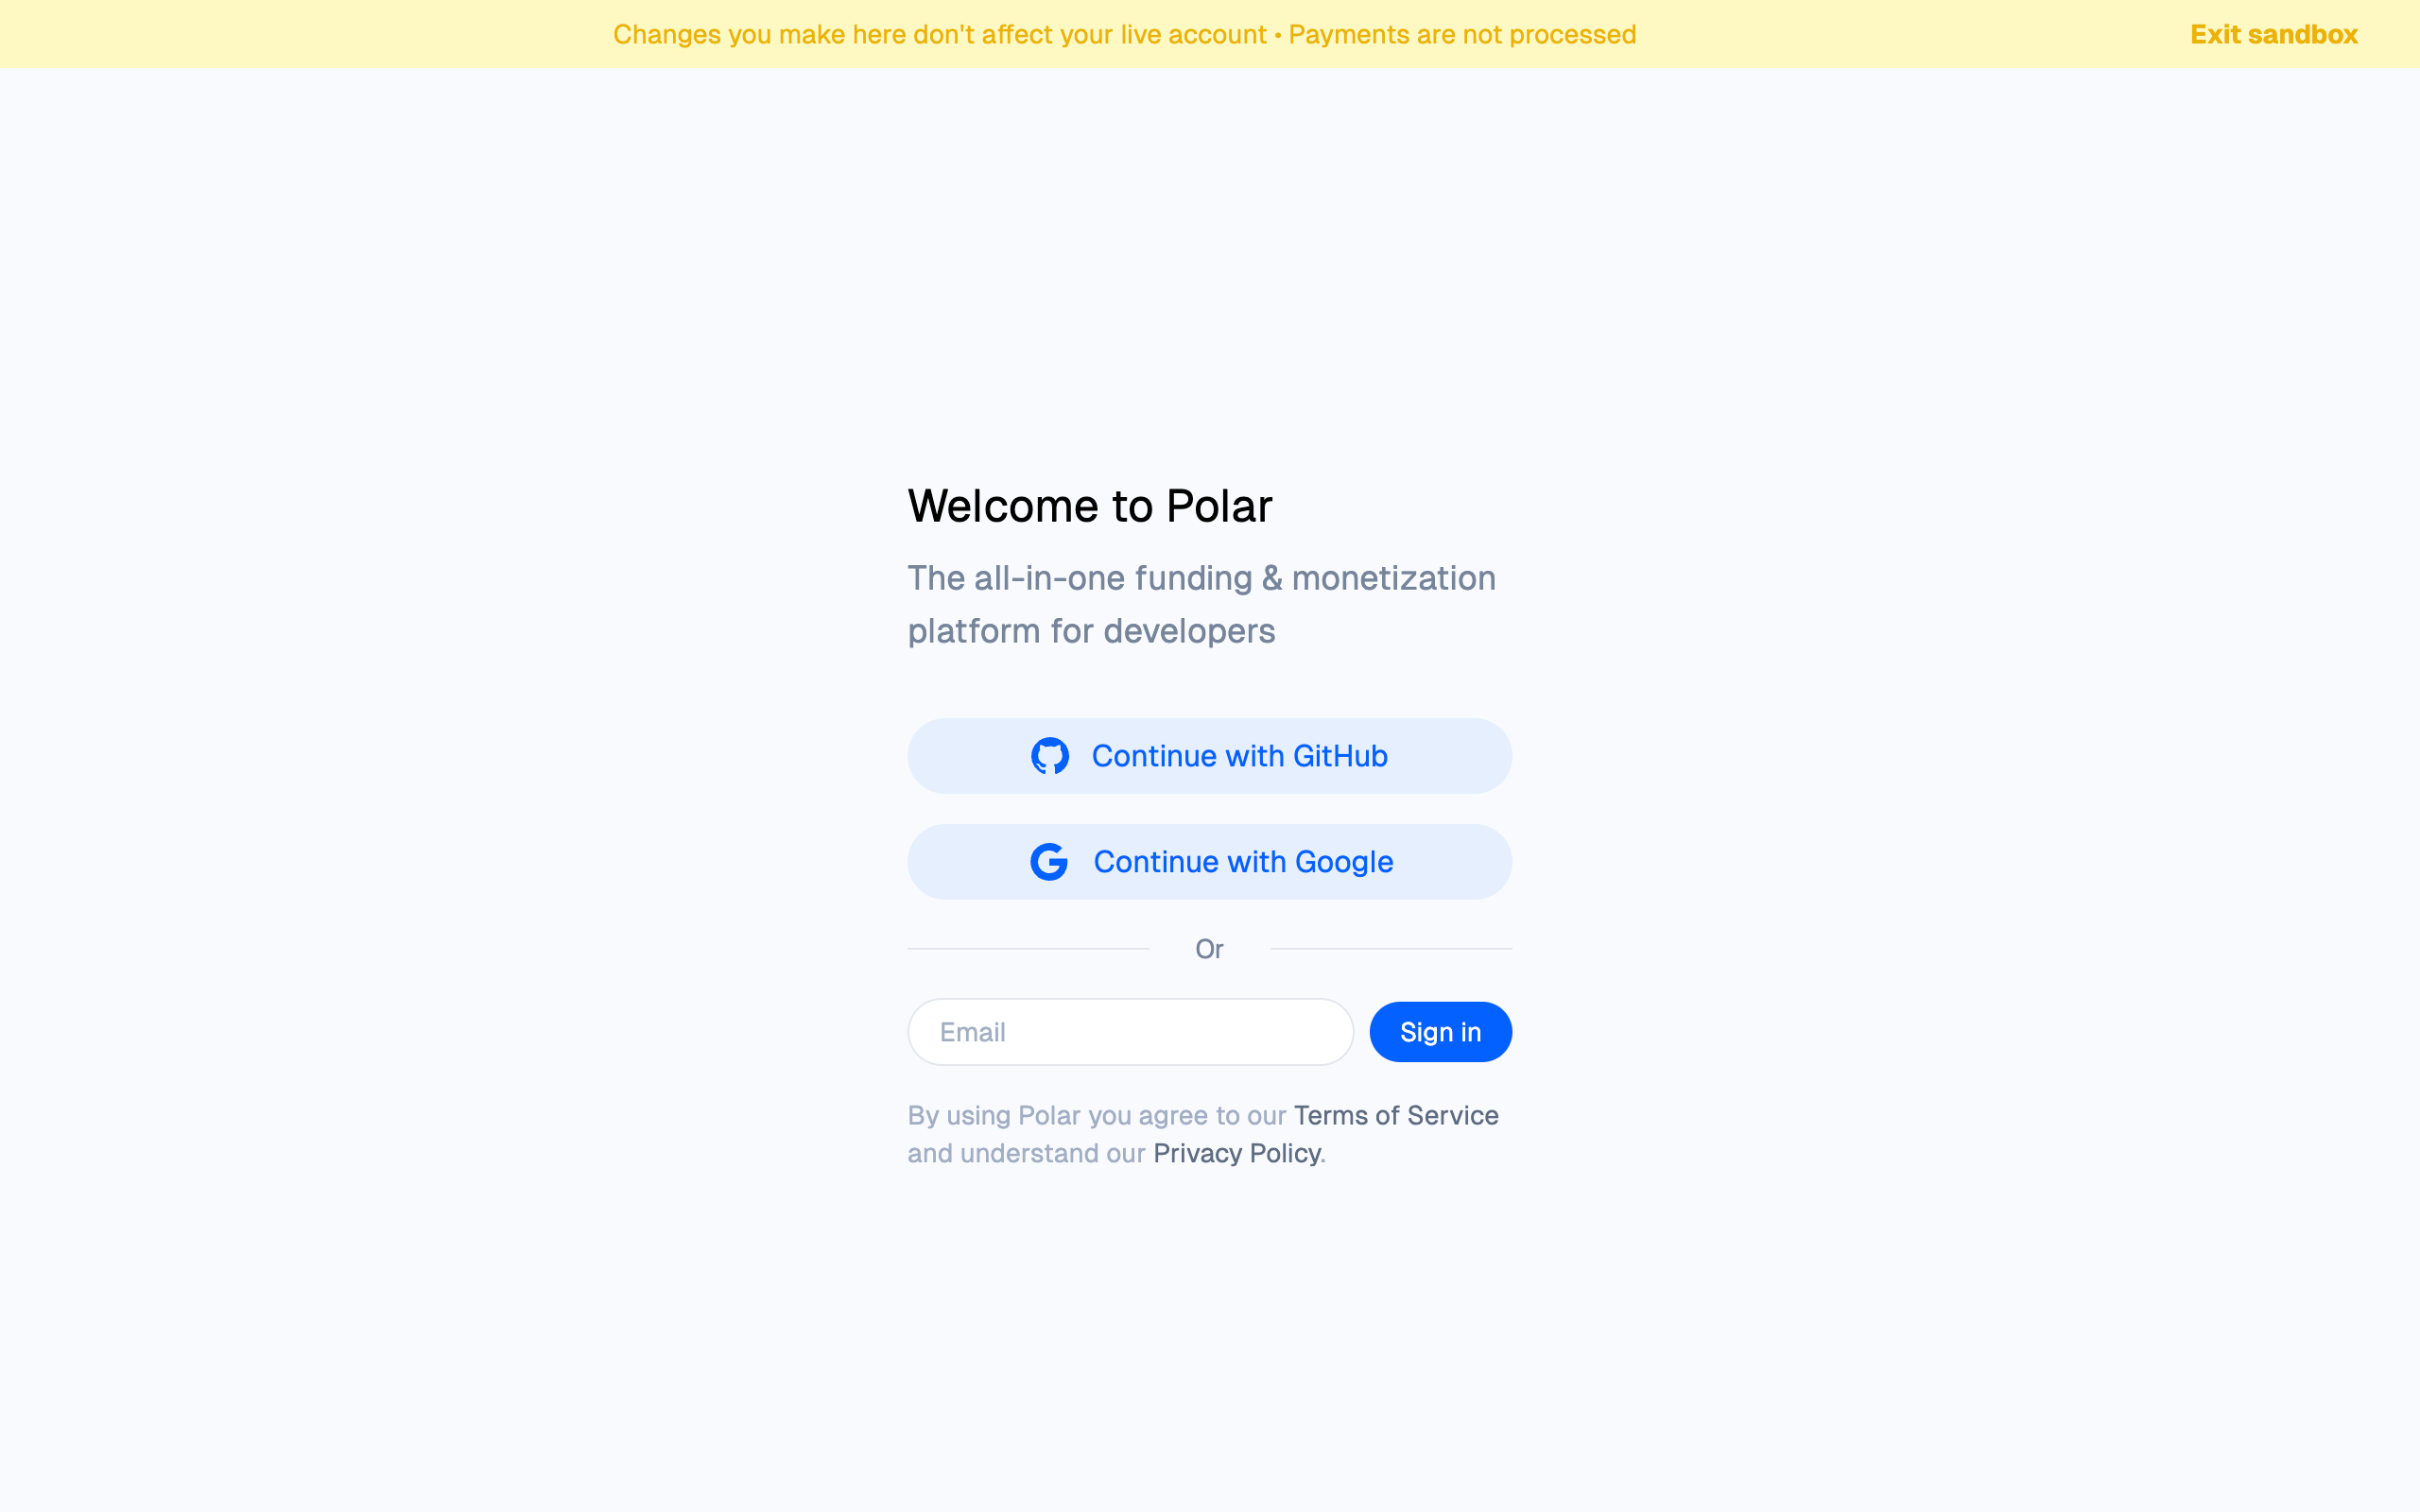 Changes you make here don't affect your live account • Payments are not processed
Exit sandbox
Welcome to Polar
The all-in-one funding & monetization
platform for developers
Continue with GitHub
Continue with Google
Or
Email
Sign in
By using Polar you agree to our Terms of Service
and understand our Privacy Policy.